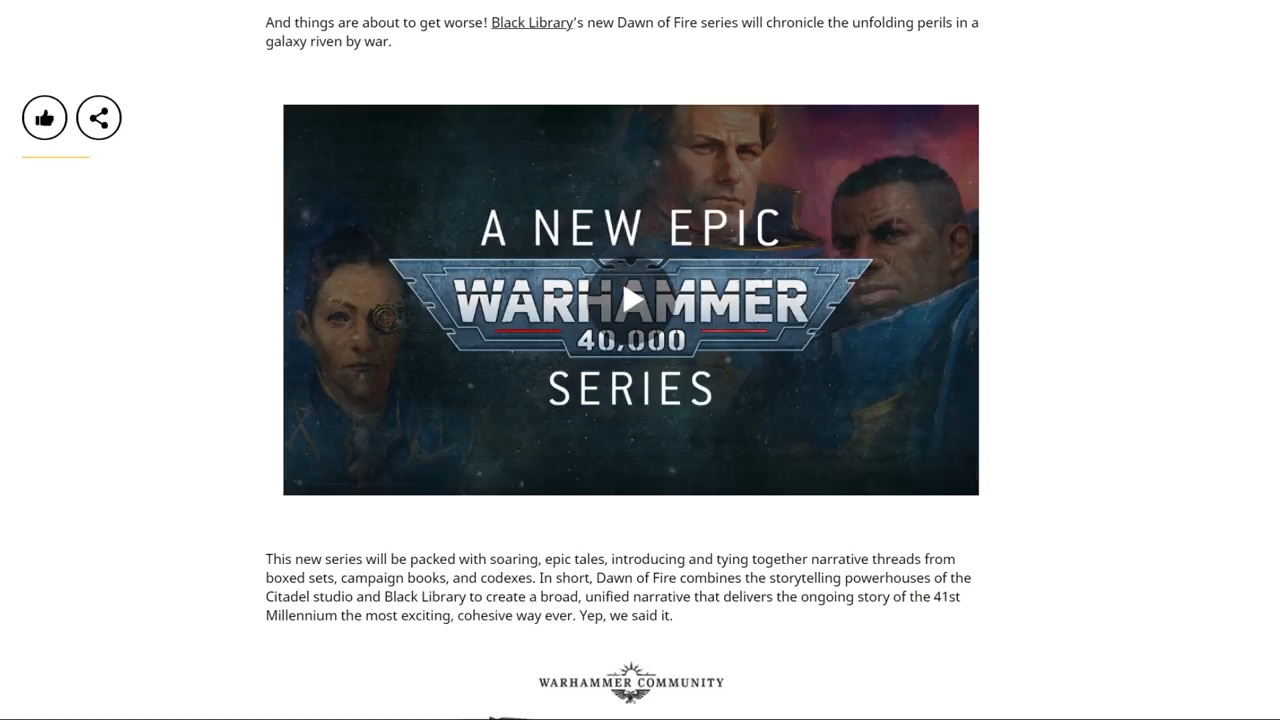 And things are about to get worse! Black Library's new Dawn of Fire series will chronicle the unfolding perils in a
galaxy riven by war.
A NEW EPIC
WARHAMMER
40,000
SERIES
This new series will be packed with soaring, epic tales, introducing and tying together narrative threads from
boxed sets, campaign books, and codexes. In short, Dawn of Fire combines the storytelling powerhouses of the
Citadel studio and Black Library to create a broad, unified narrative that delivers the ongoing story of the 41st
Millennium the most exciting, cohesive way ever. Yep, we said it.
WARHAMMER COMMUNITY